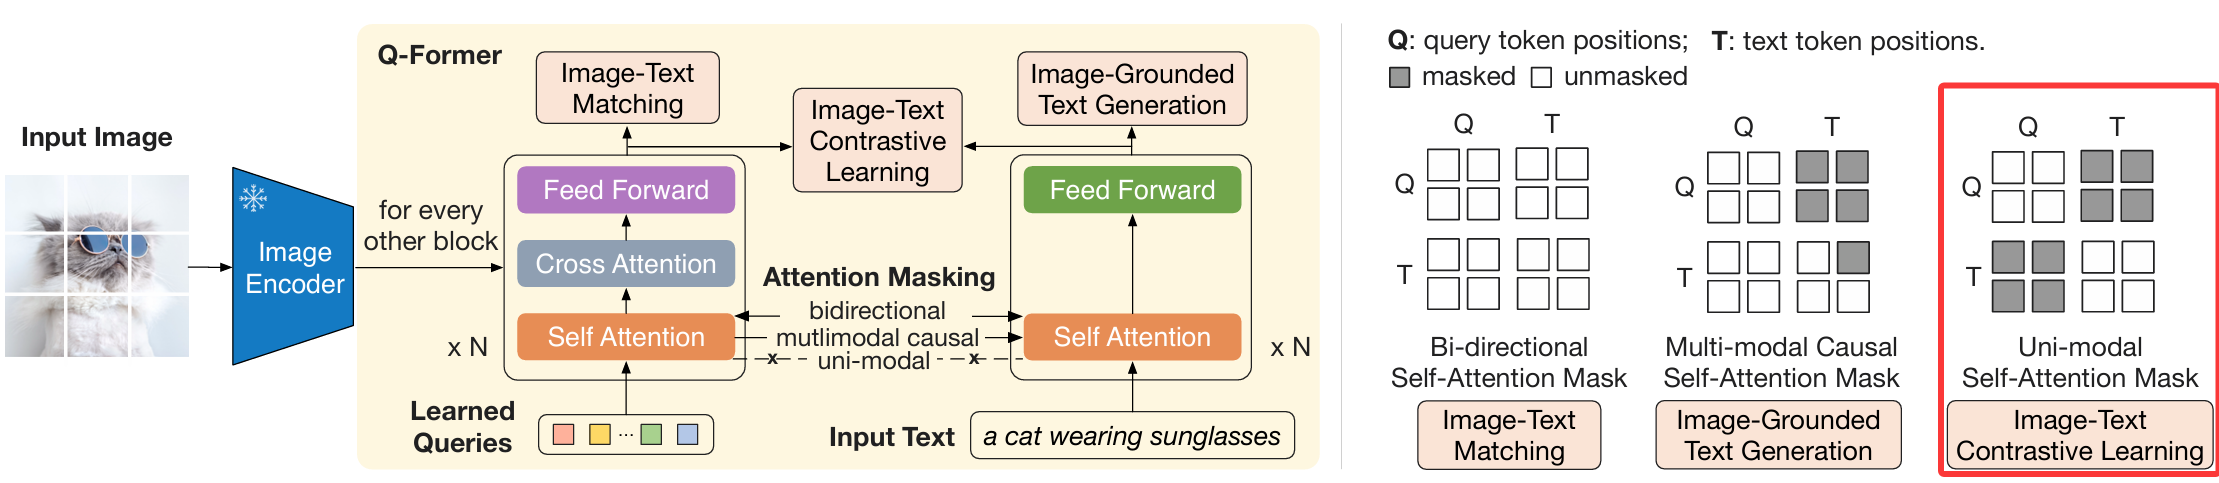 Input Image
Image
Encoder
for every
other block
Q-Former
Image-Text
Matching
Image-Text
Contrastive
Learning
Image-Grounded
Text Generation
Feed Forward
Cross Attention
Self Attention
x N
Feed Forward
Self Attention
x N
Attention Masking
bidirectional
mutlimodal causal
x uni-modal x
Learned
Queries
...
Input Text
a cat wearing sunglasses
Q: query token positions; T: text token positions.
masked unmasked
Q T
Q
T
Bi-directional
Self-Attention Mask
Image-Text
Matching
Q T
Q
T
Multi-modal Causal
Self-Attention Mask
Image-Grounded
Text Generation
Q T
Q
T
Uni-modal
Self-Attention Mask
Image-Text
Contrastive Learning